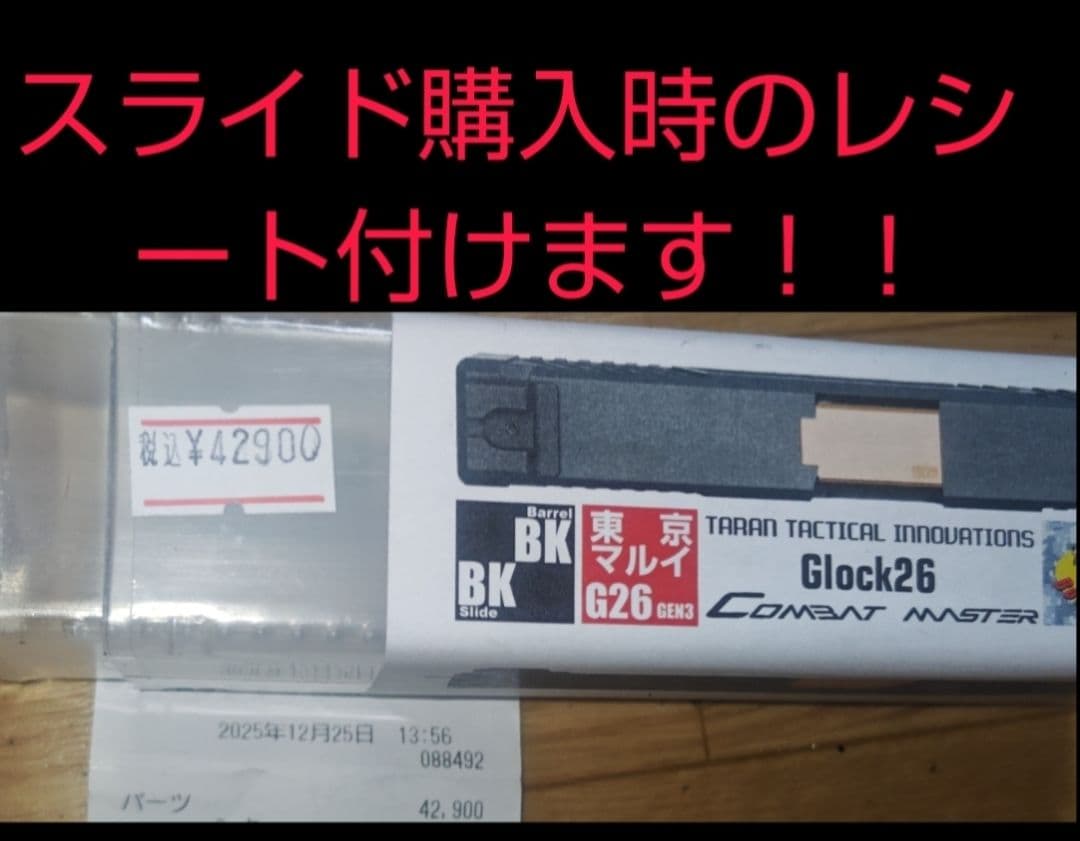 スライド購入時のレシ
ート付けます！！
税込¥42900
Barrel
BK
BK
Slide
東京
マルイ
G26 GEN3
TARAN TACTICAL INNOVATIONS
Glock26
COMBAT MASTER
2025年12月25日 13:56
088492
パーツ 42,900